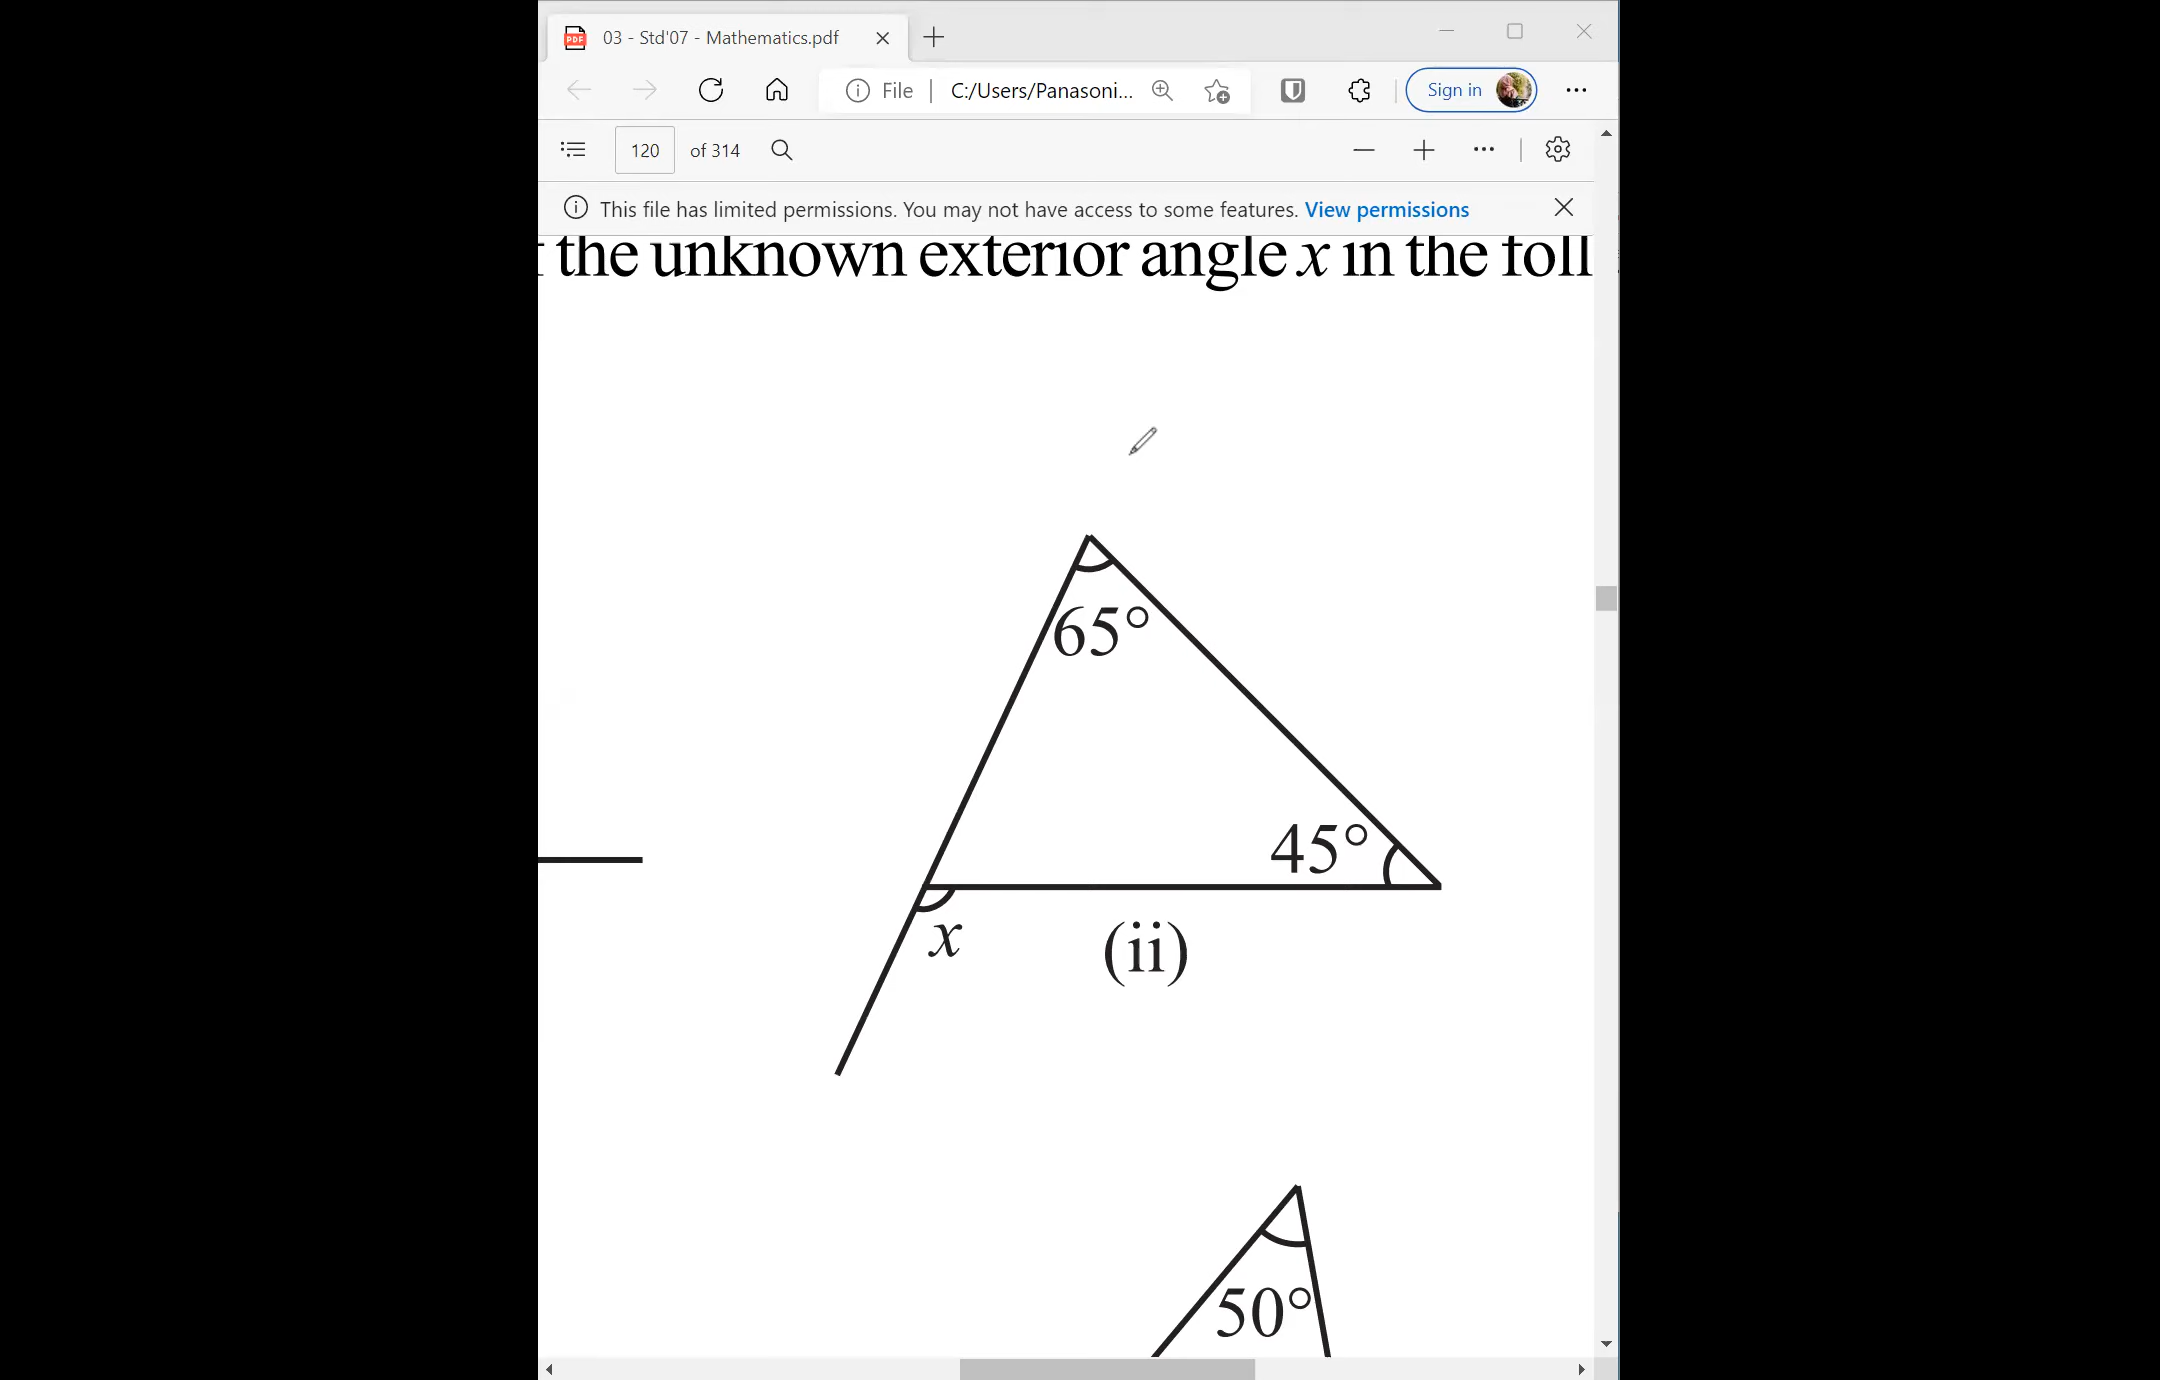 03 - Std'07 - Mathematics.pdf
File C:/Users/Panasoni... Sign in
120 of 314
This file has limited permissions. You may not have access to some features. View permissions
the unknown exterior angle x in the foll
65°
45°
x (ii)
50°